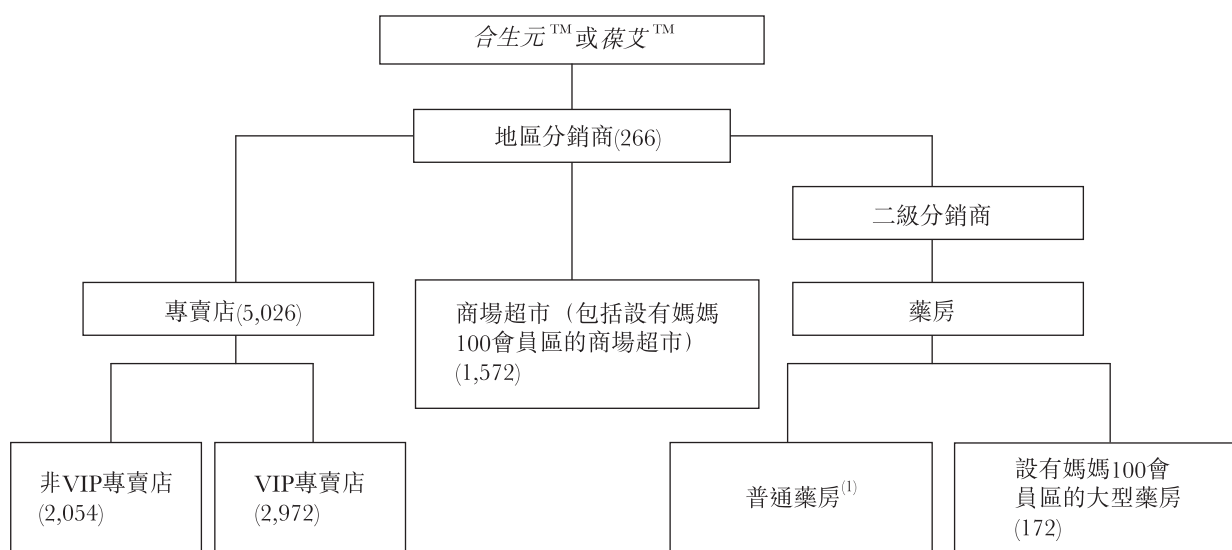 合生元™或葆艾™
地區分銷商(266)
二級分銷商
專賣店(5,026)
商場超市（包括設有媽媽
100會員區的商場超市）
(1,572)
藥房
非VIP專賣店
(2,054)
VIP專賣店
(2,972)
普通藥房(1)
設有媽媽100會
員區的大型藥房
(172)